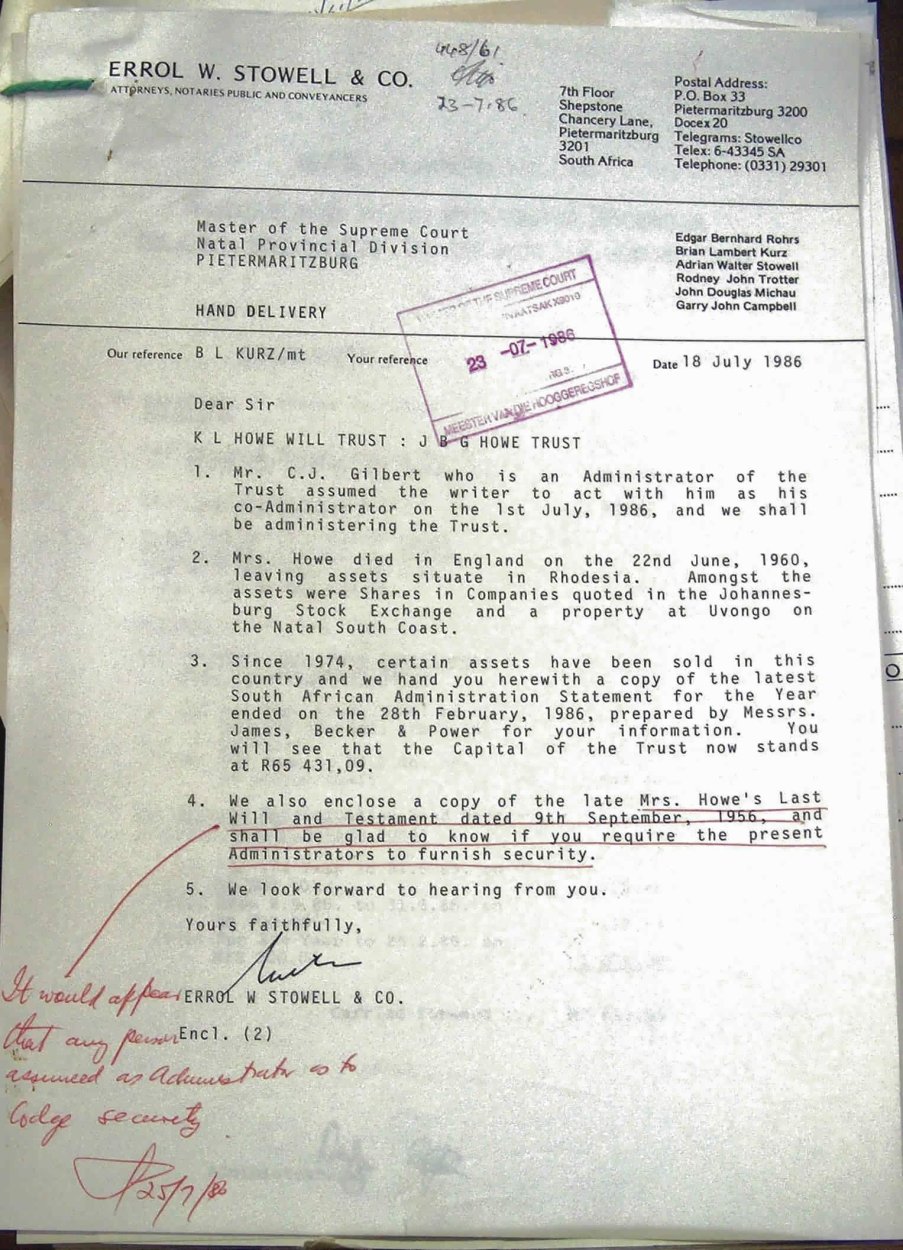 448/61
23-7-86
ERROL W. STOWELL & CO.
ATTORNEYS, NOTARIES PUBLIC AND CONVEYANCERS
7th Floor
Shepstone
Chancery Lane,
Pietermaritzburg
3201
South Africa
Postal Address:
P.O. Box 33
Pietermaritzburg 3200
Docex 20
Telegrams: Stowellco
Telex: 6-43345 SA
Telephone: (0331) 29301
Master of the Supreme Court
Natal Provincial Division
PIETERMARITZBURG
HAND DELIVERY
Edgar Bernhard Rohrs
Brian Lambert Kurz
Adrian Walter Stowell
Rodney John Trotter
John Douglas Michau
Garry John Campbell
OF THE SUPREME COURT
23 -07- 1986
MEESTER VAN DIE HOOGGEREGSHOF
Our reference B L KURZ/mt Your reference Date 18 July 1986
Dear Sir
K L HOWE WILL TRUST : J B G HOWE TRUST
1. Mr. C.J. Gilbert who is an Administrator of the
Trust assumed the writer to act with him as his
co-Administrator on the 1st July, 1986, and we shall
be administering the Trust.
2. Mrs. Howe died in England on the 22nd June, 1960,
leaving assets situate in Rhodesia. Amongst the
assets were Shares in Companies quoted in the Johannes-
burg Stock Exchange and a property at Uvongo on
the Natal South Coast.
3. Since 1974, certain assets have been sold in this
country and we hand you herewith a copy of the latest
South African Administration Statement for the Year
ended on the 28th February, 1986, prepared by Messrs.
James, Becker & Power for your information. You
will see that the Capital of the Trust now stands
at R65 431,09.
4. We also enclose a copy of the late Mrs. Howe's Last
Will and Testament dated 9th September, 1956, and
shall be glad to know if you require the present
Administrators to furnish security.
5. We look forward to hearing from you.
Yours faithfully,
ERROL W STOWELL & CO.
Encl. (2)
It would appear
that any person
assumed as Administrator is to
lodge security
25/7/86